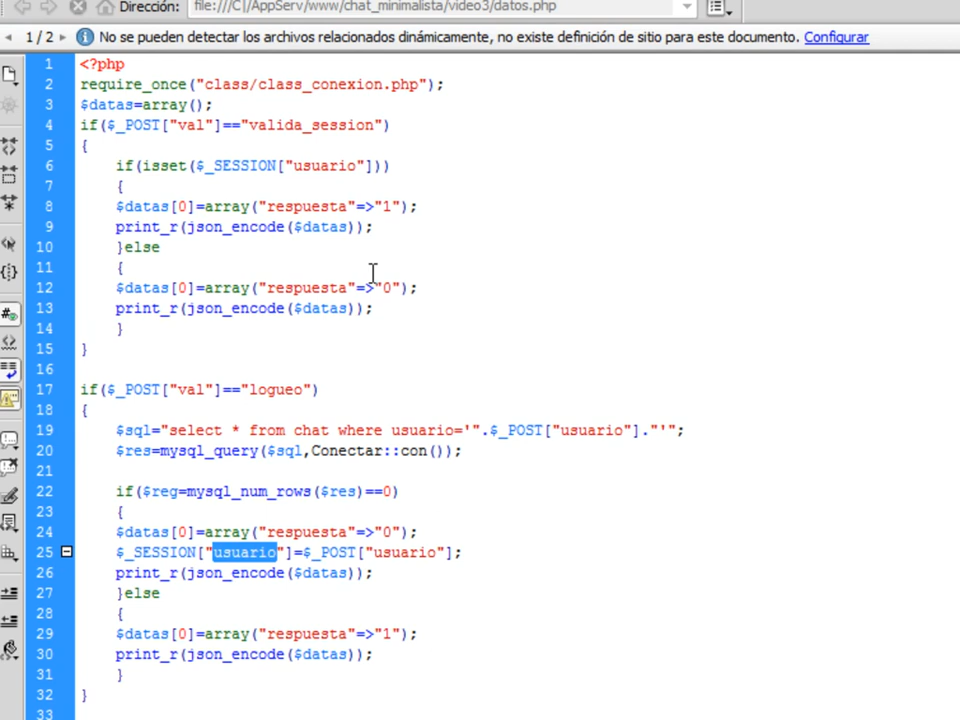 Dirección: file:///C|/AppServ/www/chat_minimalista/video3/datos.php
1 / 2 No se pueden detectar los archivos relacionados dinámicamente, no existe definición de sitio para este documento. Configurar
1 <?php
2 require_once("class/class_conexion.php");
3 $datas=array();
4 if($_POST["val"]=="valida_session")
5 {
6 if(isset($_SESSION["usuario"]))
7 {
8 $datas[0]=array("respuesta"=>"1");
9 print_r(json_encode($datas));
10 }else
11 {
12 $datas[0]=array("respuesta"=>"0");
13 print_r(json_encode($datas));
14 }
15 }
16
17 if($_POST["val"]=="logueo")
18 {
19 $sql="select * from chat where usuario='".$_POST["usuario"]."'";
20 $res=mysql_query($sql,Conectar::con());
21
22 if($reg=mysql_num_rows($res)==0)
23 {
24 $datas[0]=array("respuesta"=>"0");
25 $_SESSION["usuario"]=$_POST["usuario"];
26 print_r(json_encode($datas));
27 }else
28 {
29 $datas[0]=array("respuesta"=>"1");
30 print_r(json_encode($datas));
31 }
32 }
33